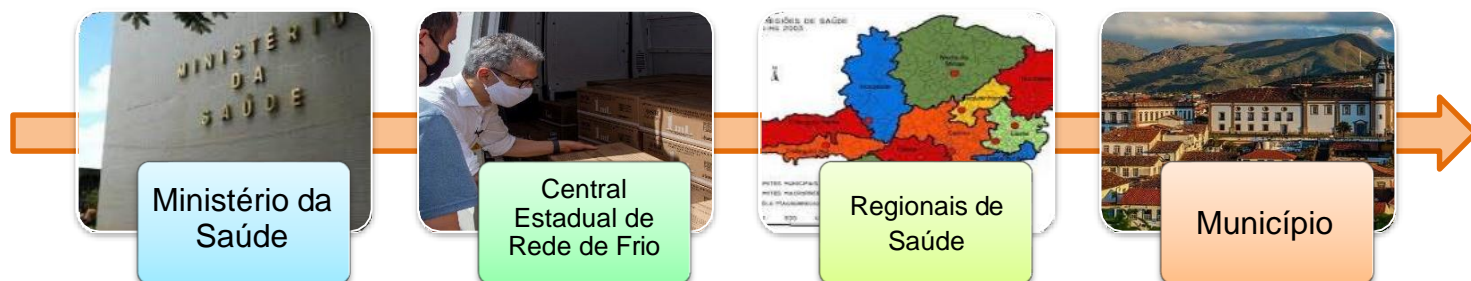 MINISTÉRIO
DA
SAÚDE
Ministério da
Saúde
Central
Estadual de
Rede de Frio
Regionais de
Saúde
Município